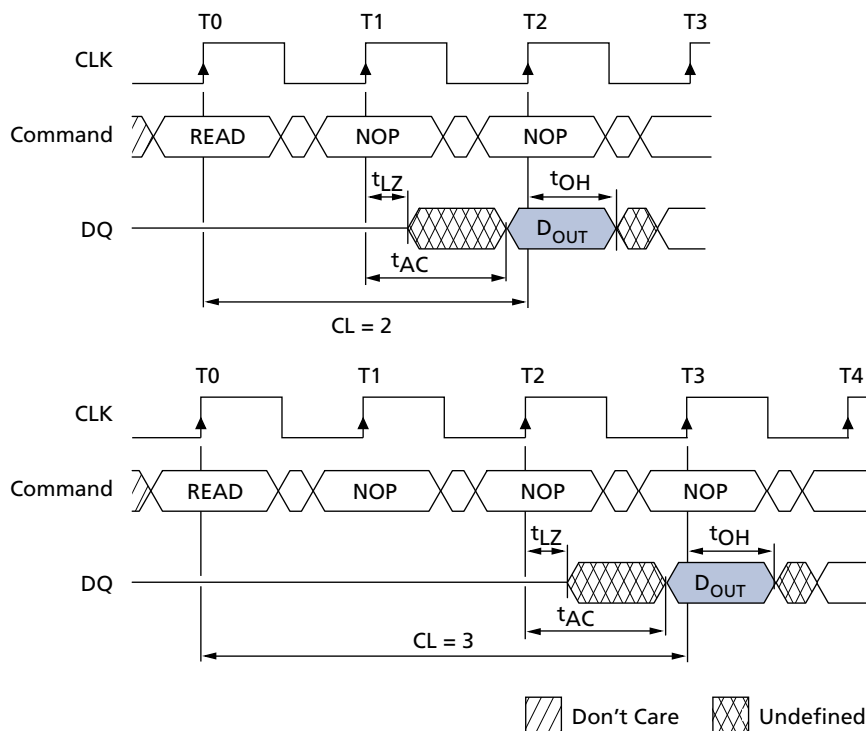 T0 T1 T2 T3
CLK
Command READ NOP NOP
tLZ tOH
DQ DOUT
tAC
CL = 2
T0 T1 T2 T3 T4
CLK
Command READ NOP NOP NOP
tLZ tOH
DQ DOUT
tAC
CL = 3
Don't Care Undefined